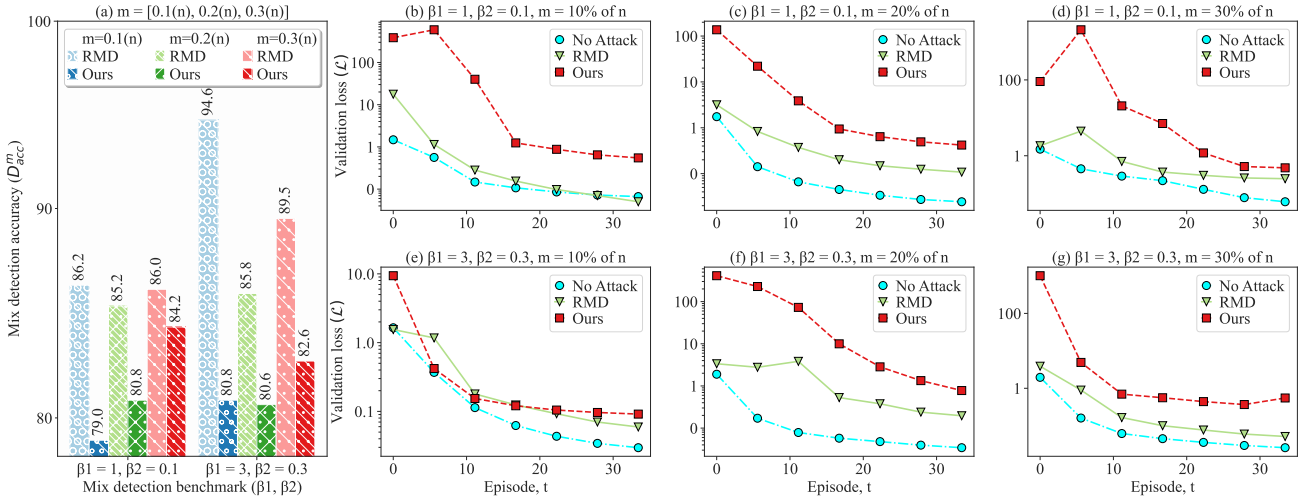 (a) m = [0.1(n), 0.2(n), 0.3(n)]
m=0.1(n) m=0.2(n) m=0.3(n)
RMD RMD RMD
Ours Ours Ours
100
90
80
Mix detection accuracy (D^m_acc)
86.2
79.0
85.2
80.8
86.0
84.2
94.6
80.8
85.8
80.6
89.5
82.6
β1 = 1, β2 = 0.1 β1 = 3, β2 = 0.3
Mix detection benchmark (β1, β2)
(b) β1 = 1, β2 = 0.1, m = 10% of n
No Attack
RMD
Ours
Validation loss (ℒ)
100
10
1
0
0 10 20 30
(c) β1 = 1, β2 = 0.1, m = 20% of n
No Attack
RMD
Ours
100
10
1
0
0 10 20 30
(d) β1 = 1, β2 = 0.1, m = 30% of n
No Attack
RMD
Ours
100
1
0 10 20 30
(e) β1 = 3, β2 = 0.3, m = 10% of n
No Attack
RMD
Ours
Validation loss (ℒ)
10.0
1.0
0.1
0 10 20 30
Episode, t
(f) β1 = 3, β2 = 0.3, m = 20% of n
No Attack
RMD
Ours
100
10
1
0
0 10 20 30
Episode, t
(g) β1 = 3, β2 = 0.3, m = 30% of n
No Attack
RMD
Ours
100
1
0 10 20 30
Episode, t